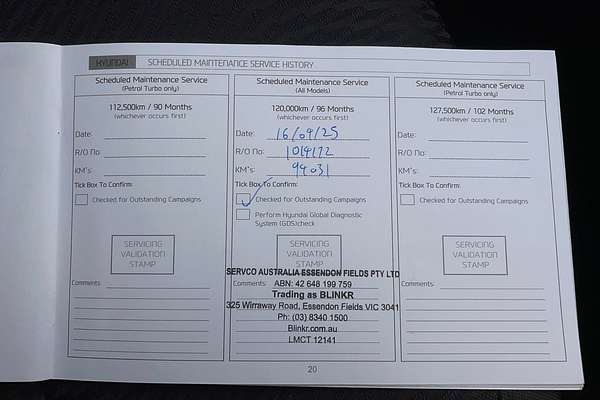 HYUNDAI SCHEDULED MAINTENANCE SERVICE HISTORY
Scheduled Maintenance Service
(Petrol Turbo only)
112,500km / 90 Months
(whichever occurs first)
Date:
R/O No:
KM's:
Tick Box To Confirm:
Checked for Outstanding Campaigns
SERVICING
VALIDATION
STAMP
Comments
Scheduled Maintenance Service
(All Models)
120,000km / 96 Months
(whichever occurs first)
Date: 16/09/25
R/O No: 1019172
KM's: 94031
Tick Box To Confirm:
Checked for Outstanding Campaigns
Perform Hyundai Global Diagnostic
System (GDS)check
SERVICING
VALIDATION
STAMP
SERVCO AUSTRALIA ESSENDON FIELDS PTY LTD
Comments ABN: 42 648 199 759
Trading as BLINKR
325 Wirraway Road, Essendon Fields VIC 3041
Ph: (03) 8340 1500
Blinkr.com.au
LMCT 12141
Scheduled Maintenance Service
(Petrol Turbo only)
127,500km / 102 Months
(whichever occurs first)
Date:
R/O No:
KM's:
Tick Box To Confirm:
Checked for Outstanding Campaigns
SERVICING
VALIDATION
STAMP
Comments
20